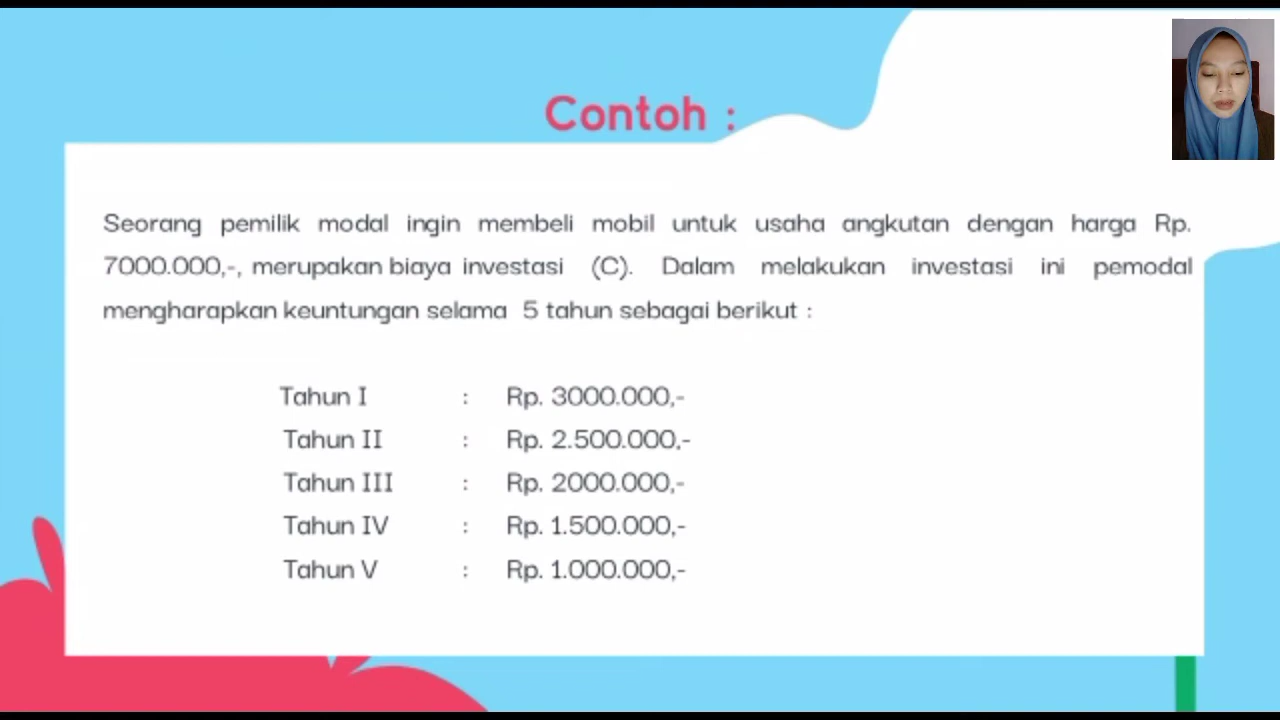 Contoh :
Seorang pemilik modal ingin membeli mobil untuk usaha angkutan dengan harga Rp.
7000.000,-, merupakan biaya investasi (C). Dalam melakukan investasi ini pemodal
mengharapkan keuntungan selama 5 tahun sebagai berikut :
Tahun I : Rp. 3000.000,-
Tahun II : Rp. 2.500.000,-
Tahun III : Rp. 2000.000,-
Tahun IV : Rp. 1.500.000,-
Tahun V : Rp. 1.000.000,-